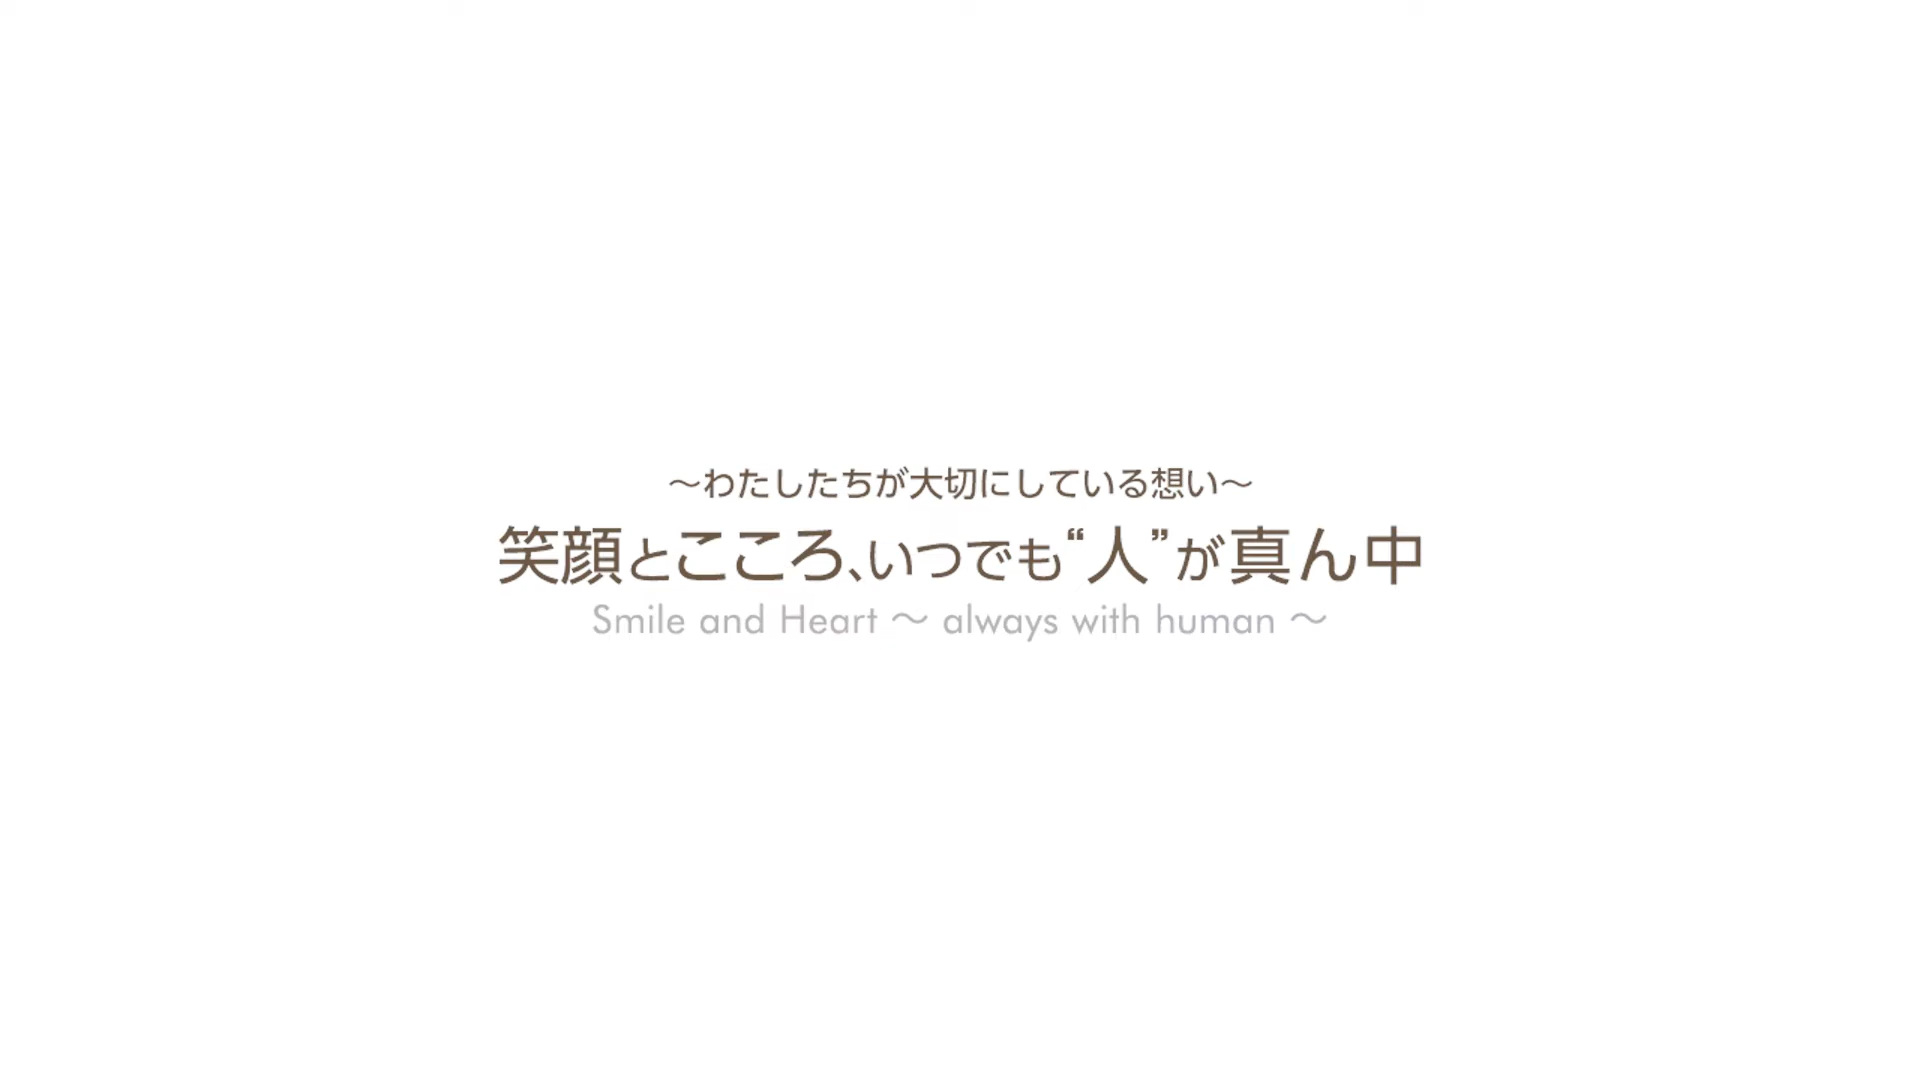 ～わたしたちが大切にしている想い～
笑顔とこころ、いつでも“人”が真ん中
Smile and Heart ～ always with human ～